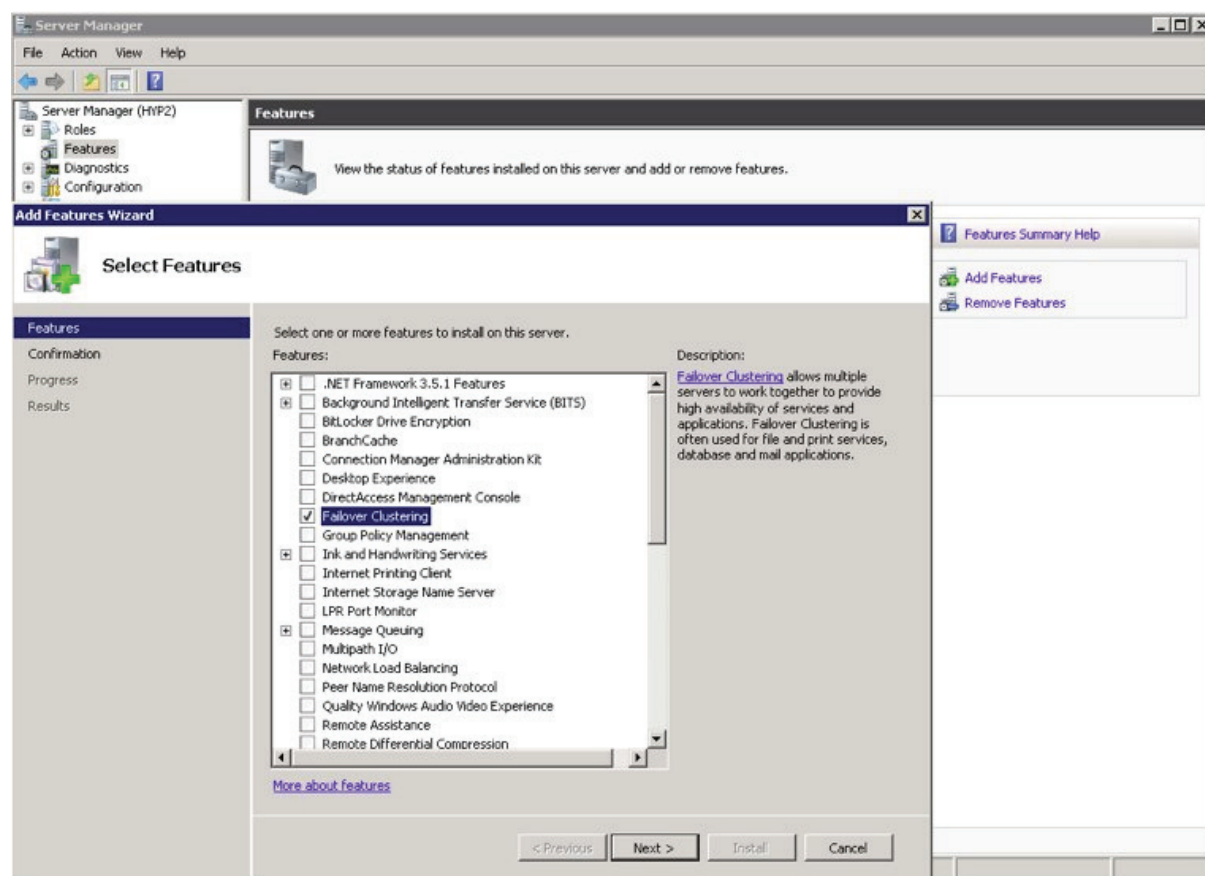 Server Manager
File Action View Help
Server Manager (HYP2)
Roles
Features
Diagnostics
Configuration
Features
View the status of features installed on this server and add or remove features.
Add Features Wizard
Select Features
Features
Confirmation
Progress
Results
Select one or more features to install on this server.
Features:
.NET Framework 3.5.1 Features
Background Intelligent Transfer Service (BITS)
BitLocker Drive Encryption
BranchCache
Connection Manager Administration Kit
Desktop Experience
DirectAccess Management Console
Failover Clustering
Group Policy Management
Ink and Handwriting Services
Internet Printing Client
Internet Storage Name Server
LPR Port Monitor
Message Queuing
Multipath I/O
Network Load Balancing
Peer Name Resolution Protocol
Quality Windows Audio Video Experience
Remote Assistance
Remote Differential Compression
More about features
Description:
Failover Clustering allows multiple
servers to work together to provide
high availability of services and
applications. Failover Clustering is
often used for file and print services,
database and mail applications.
< Previous Next > Install Cancel
Features Summary Help
Add Features
Remove Features